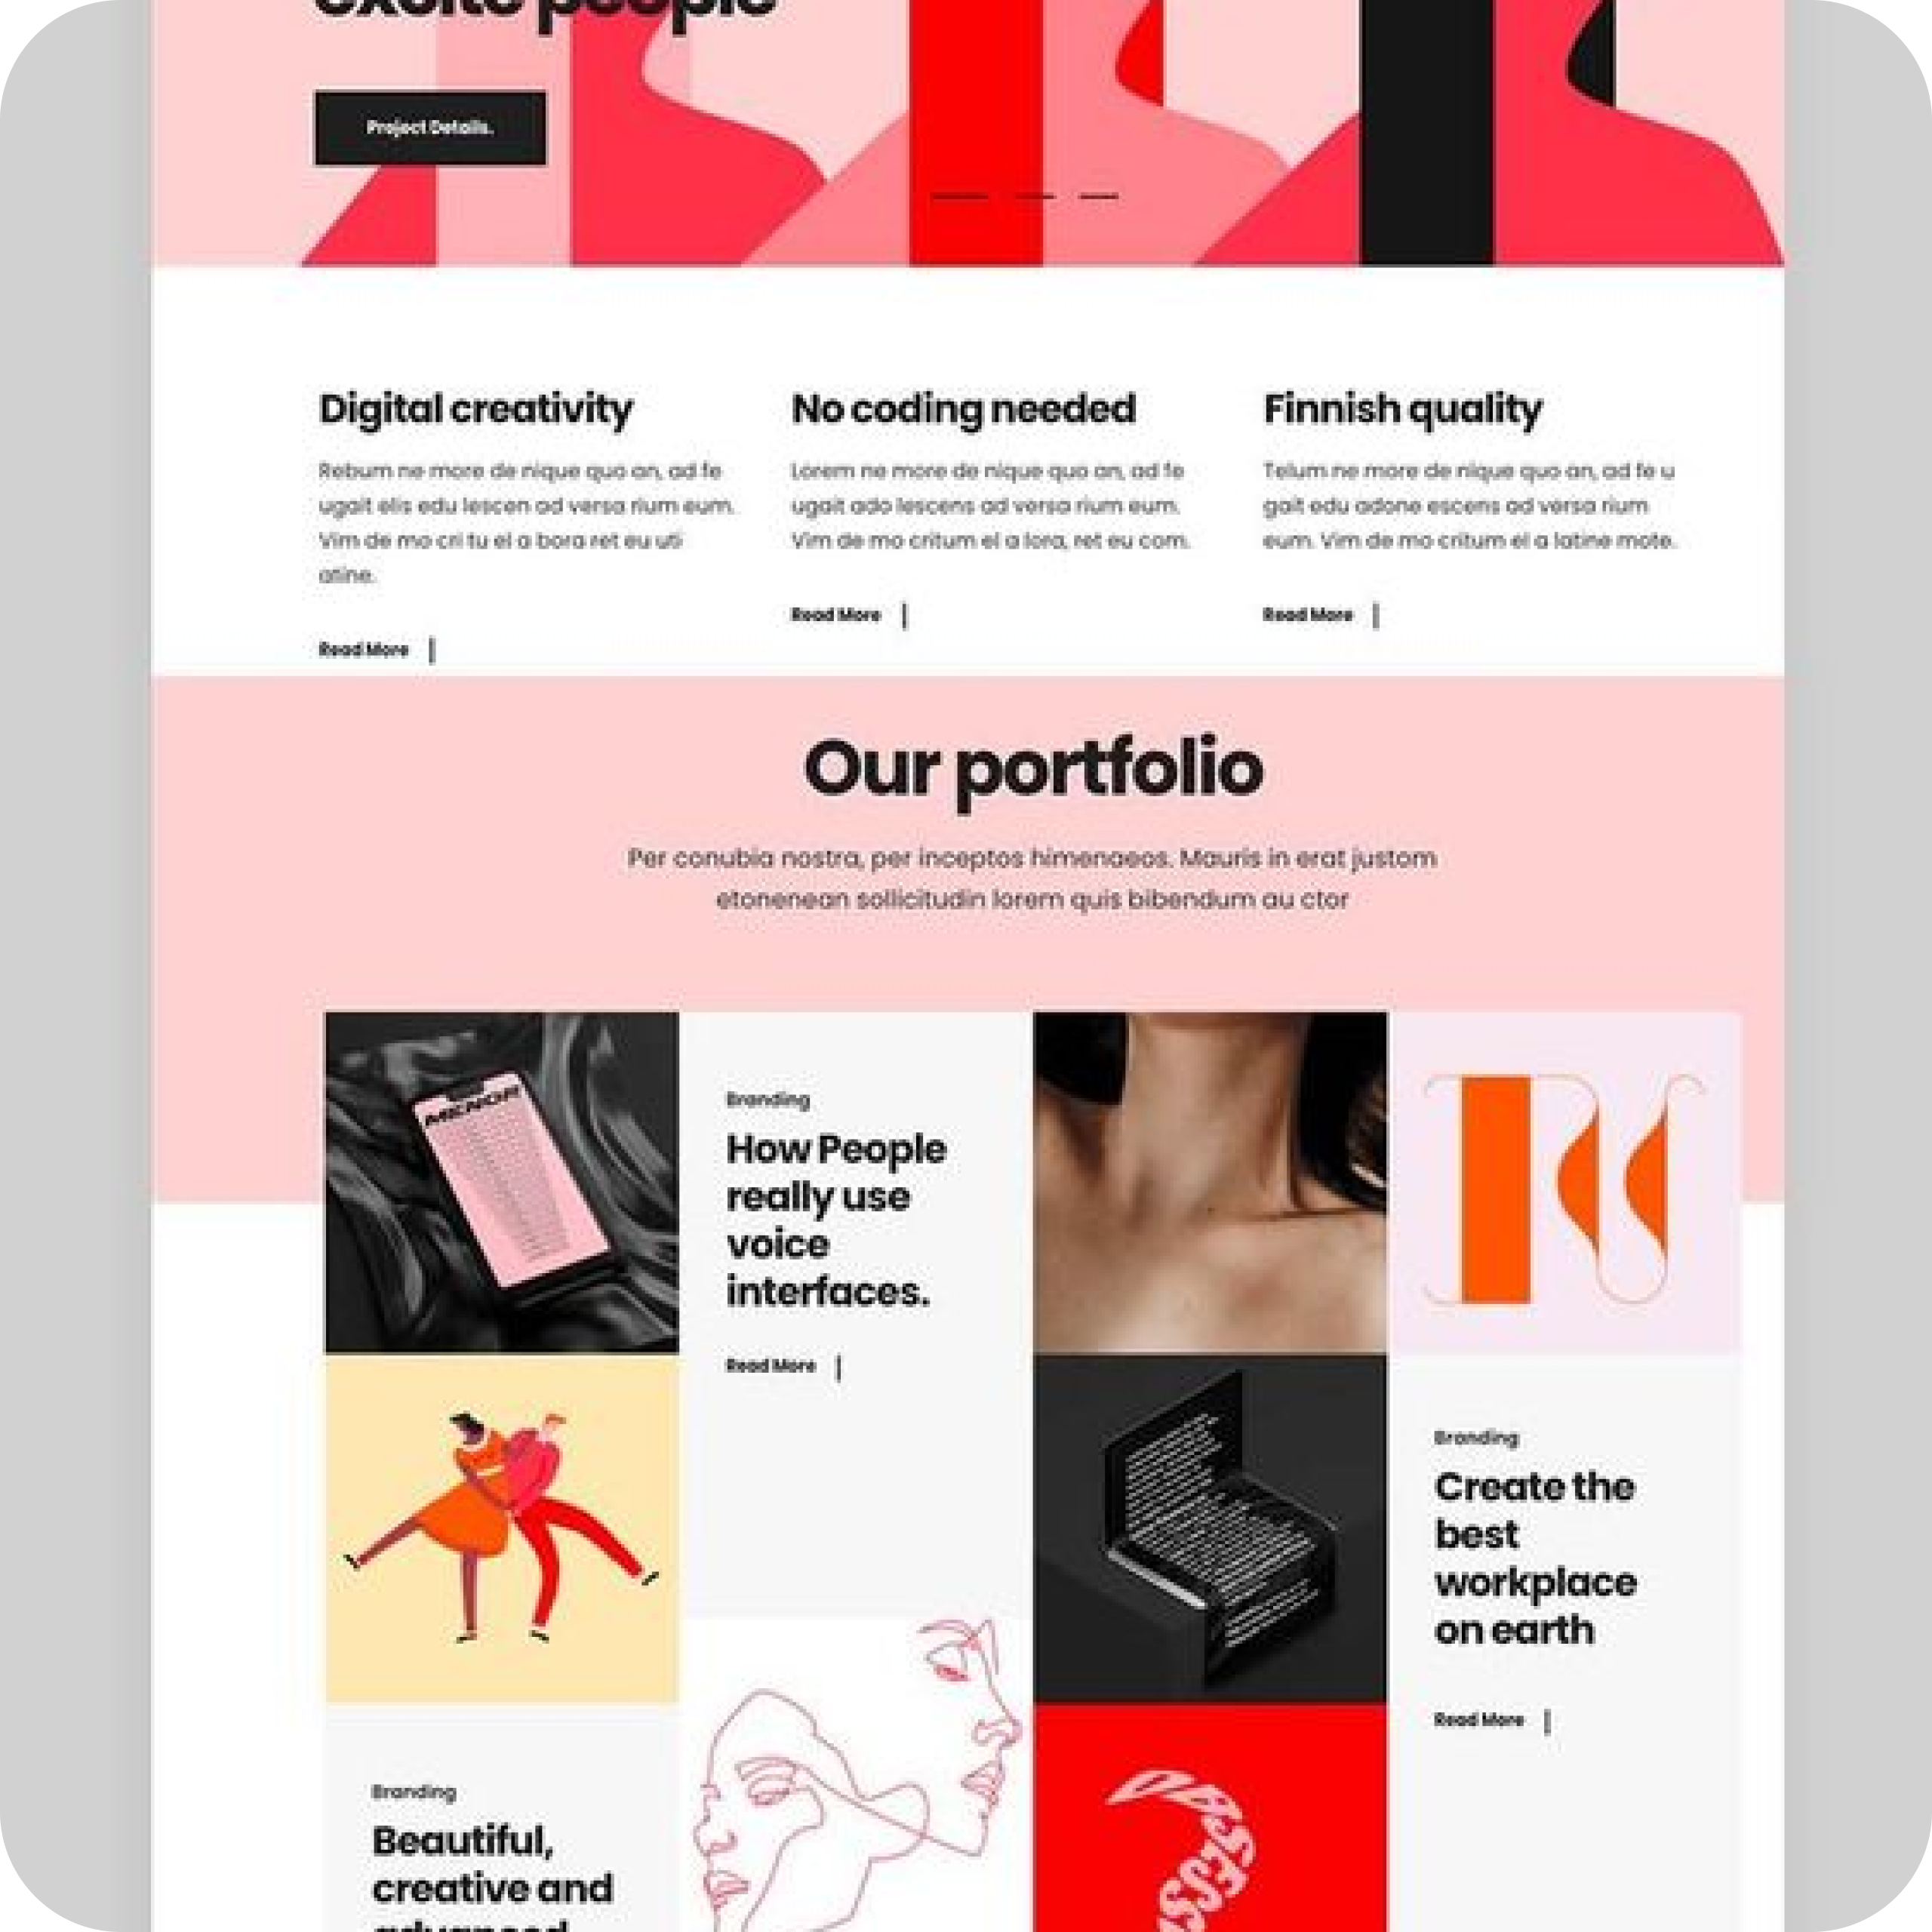 excite people
Project Details.
Digital creativity
Rebum ne more de nique quo an, ad fe
ugait elis edu lescen ad versa rium eum.
Vim de mo cri tu el a bora ret eu uti
atine.
Read More
No coding needed
Lorem ne more de nique quo an, ad fe
ugait ado lescens ad versa rium eum.
Vim de mo critum el a lora, ret eu com.
Read More
Finnish quality
Telum ne more de nique quo an, ad fe u
gait edu adone escens ad versa rium
eum. Vim de mo critum el a latine mote.
Read More
Our portfolio
Per conubia nostra, per inceptos himenaeos. Mauris in erat justom
etonenean sollicitudin lorem quis bibendum au ctor
Branding
How People
really use
voice
interfaces.
Read More
Branding
Create the
best
workplace
on earth
Read More
Branding
Beautiful,
creative and
advanced